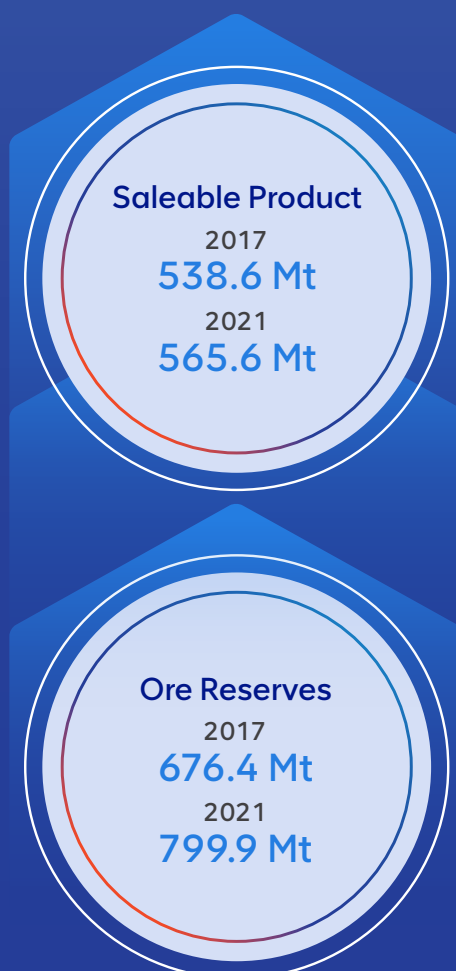 Saleable Product
2017
538.6 Mt
2021
565.6 Mt
Ore Reserves
2017
676.4 Mt
2021
799.9 Mt